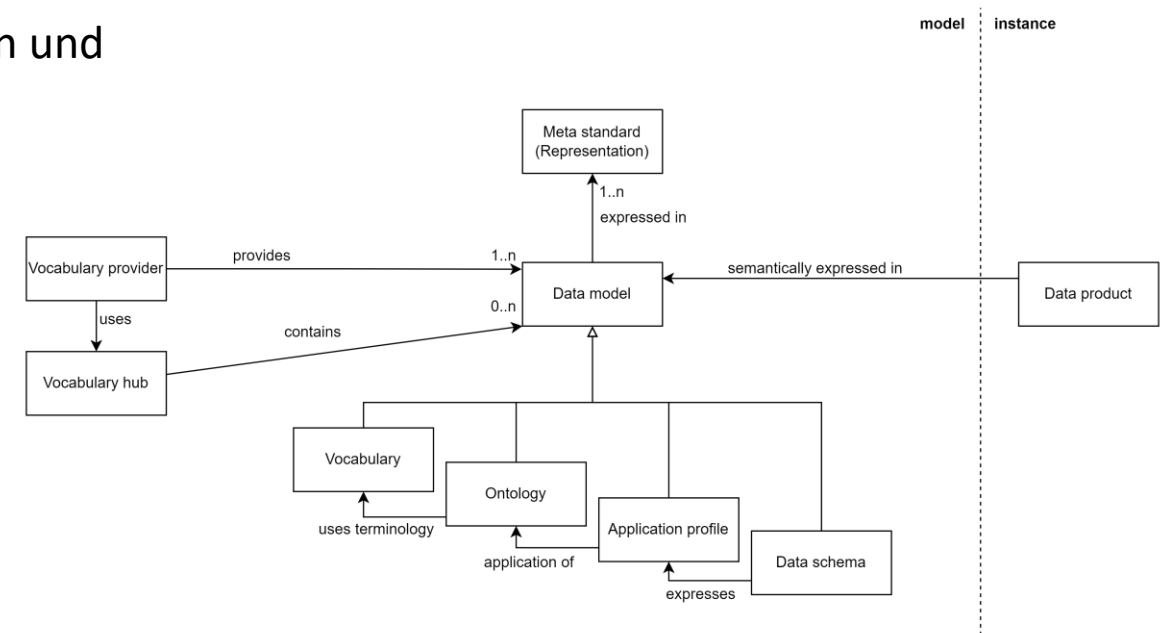 n und
model
instance
Meta standard
(Representation)
1..n
expressed in
Vocabulary provider
provides
1..n
Data model
semantically expressed in
Data product
uses
0..n
contains
Vocabulary hub
Vocabulary
Ontology
uses terminology
Application profile
application of
Data schema
expresses